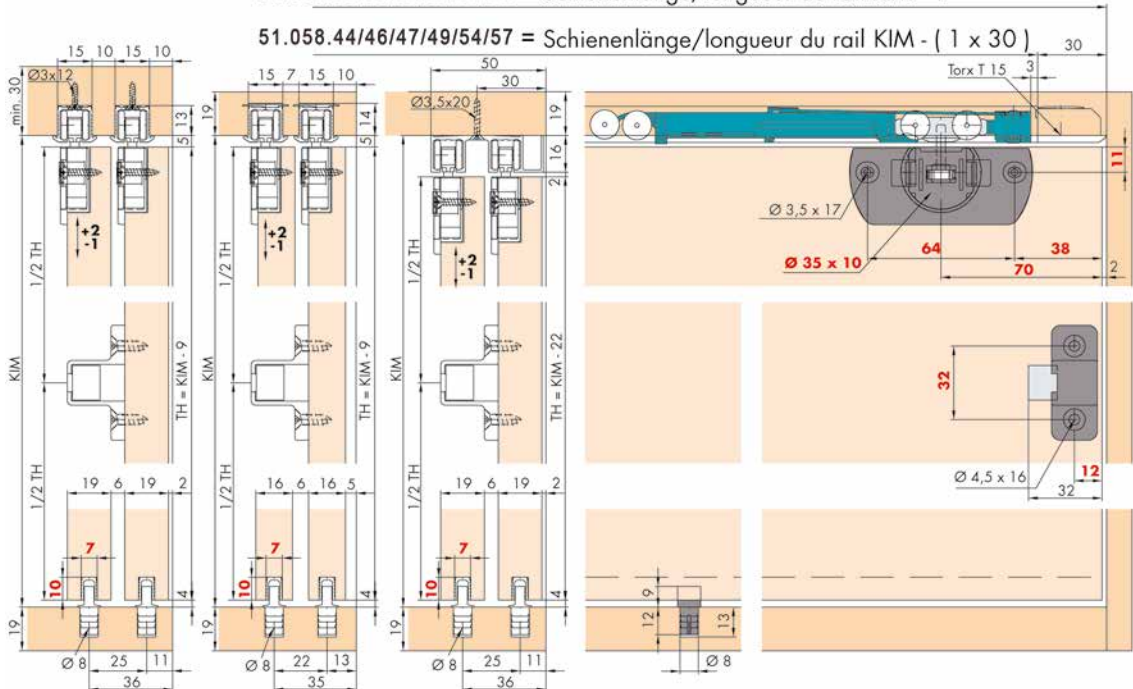 51.058.44/46/47/49/54/57 = Schienenlänge/longueur du rail KIM - ( 1 x 30 )
15 10 15 10
15 7 15 10
50
30
30
3
Torx T 15
min. 30
Ø3x12
13
5
19
14
5
Ø3,5x20
19
16
2
11
Ø 3,5 x 17
+2
-1
+2
-1
+2
-1
64
38
Ø 35 x 10
70
2
1/2 TH
1/2 TH
1/2 TH
KIM
KIM
KIM
TH = KIM - 9
TH = KIM - 9
TH = KIM - 22
32
1/2 TH
1/2 TH
1/2 TH
19 6 19 2
16 6 16 5
19 6 19 2
Ø 4,5 x 16
12
32
7
7
7
10
10
10
4
4
4
9
12
13
19
19
19
Ø 8
25
11
36
Ø 8
22
13
35
Ø 8
25
11
36
Ø 8